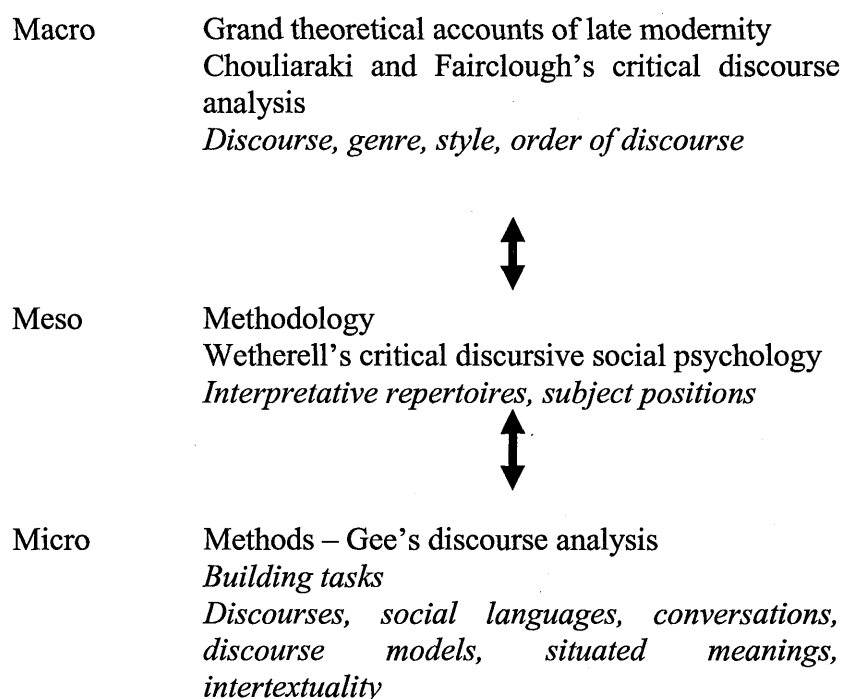 Macro Grand theoretical accounts of late modernity
Chouliaraki and Fairclough's critical discourse
analysis
Discourse, genre, style, order of discourse
Meso Methodology
Wetherell's critical discursive social psychology
Interpretative repertoires, subject positions
Micro Methods – Gee's discourse analysis
Building tasks
Discourses, social languages, conversations,
discourse models, situated meanings,
intertextuality